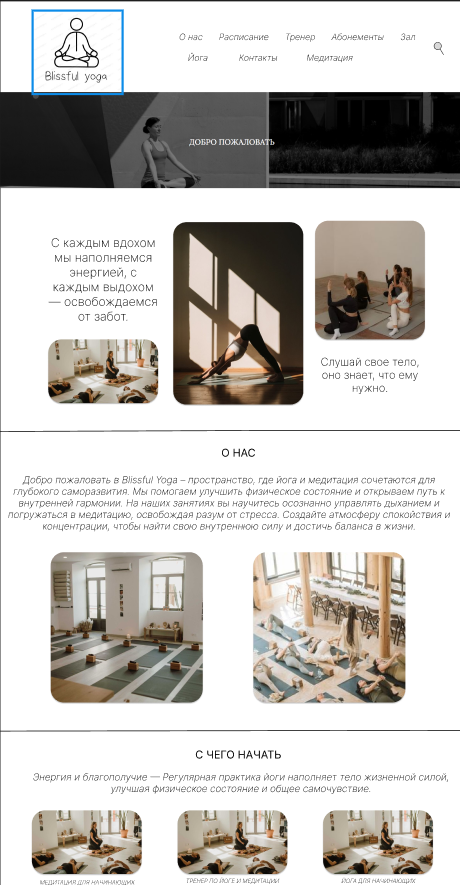 Blissful yoga
О нас Расписание Тренер Абонементы Зал
Йога Контакты Медитация
ДОБРО ПОЖАЛОВАТЬ
С каждым вдохом
мы наполняемся
энергией, с
каждым выдохом
— освобождаемся
от забот.
Слушай свое тело,
оно знает, что ему
нужно.
О НАС
Добро пожаловать в Blissful Yoga – пространство, где йога и медитация сочетаются для
глубокого саморазвития. Мы помогаем улучшить физическое состояние и открываем путь к
внутренней гармонии. На наших занятиях вы научитесь осознанно управлять дыханием и
погружаться в медитацию, освобождая разум от стресса. Создайте атмосферу спокойствия и
концентрации, чтобы найти свою внутреннюю силу и достичь баланса в жизни.
С ЧЕГО НАЧАТЬ
Энергия и благополучие — Регулярная практика йоги наполняет тело жизненной силой,
улучшая физическое состояние и общее самочувствие.
МЕДИТАЦИЯ ДЛЯ НАЧИНАЮЩИХ
ТРЕНЕР ПО ЙОГЕ И МЕДИТАЦИИ.
ЙОГА ДЛЯ НАЧИНАЮЩИХ